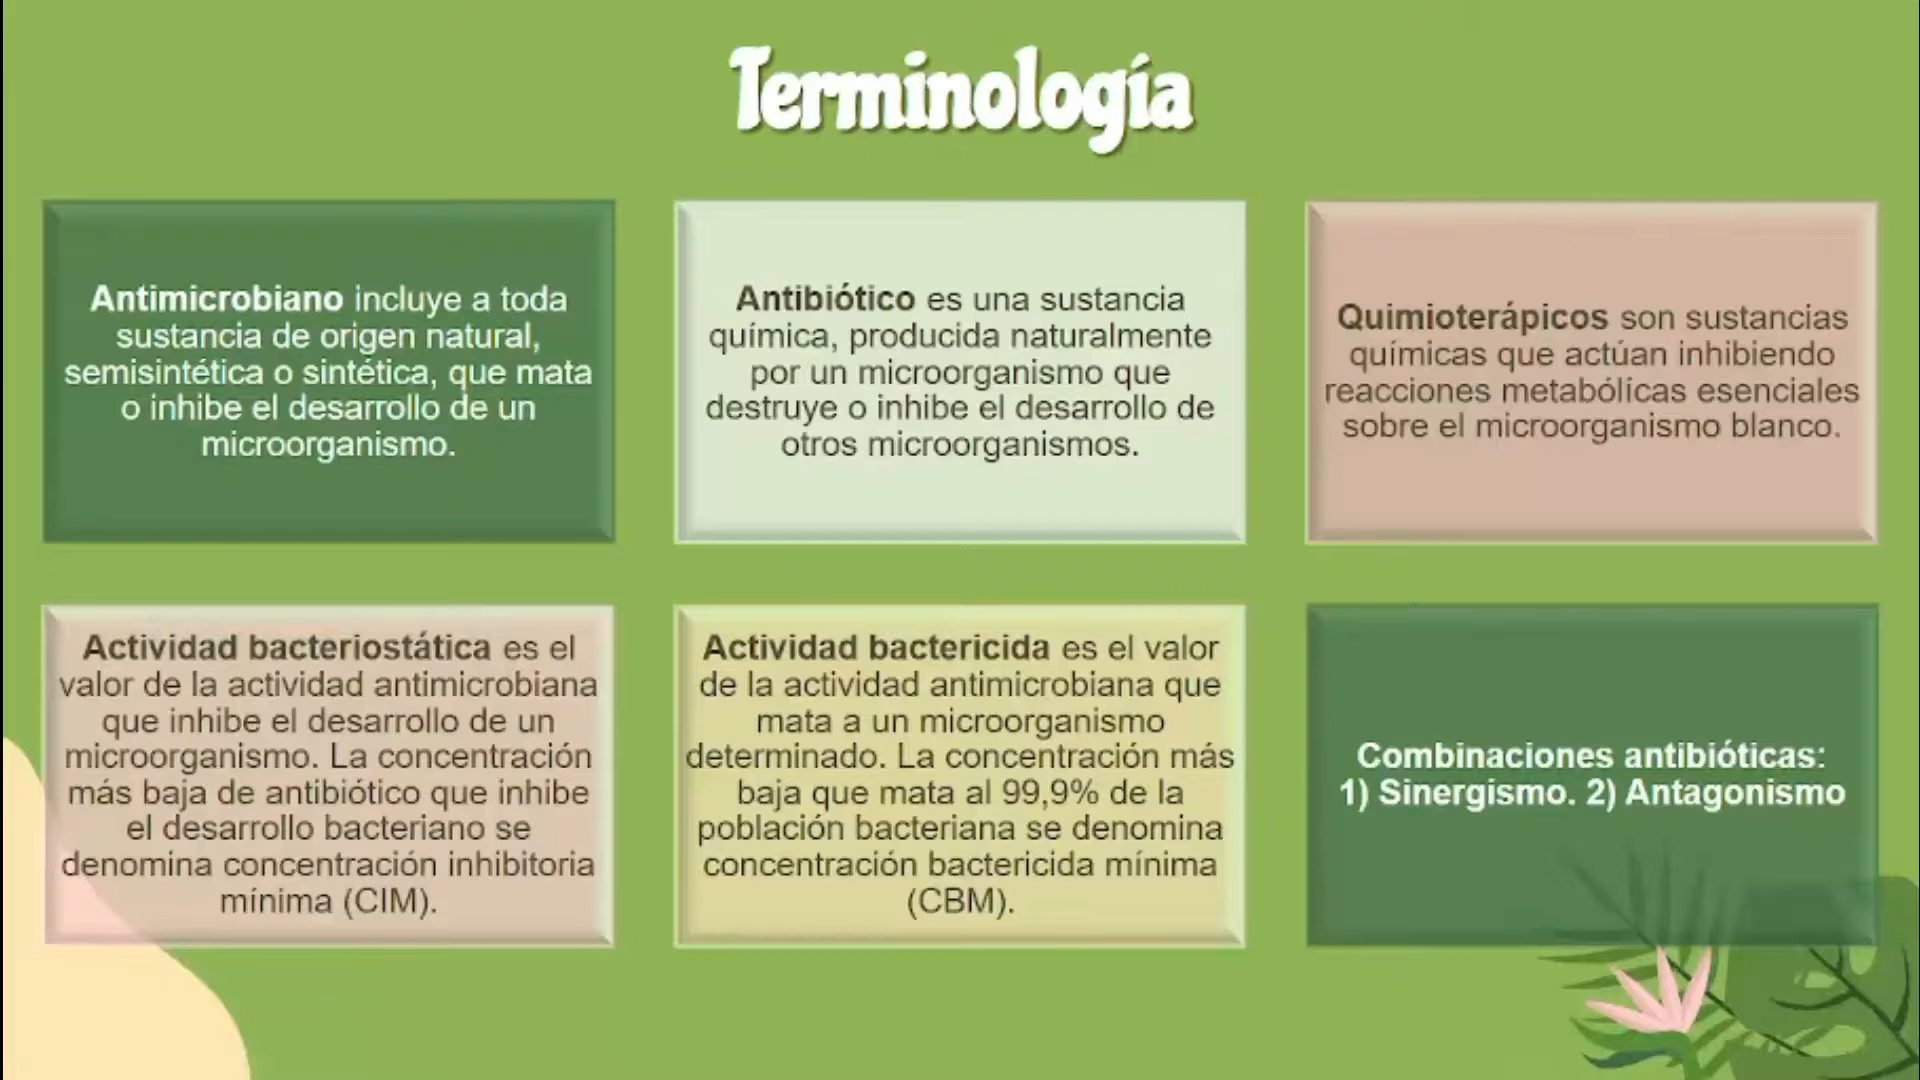 Terminología
Antimicrobiano incluye a toda
sustancia de origen natural,
semisintética o sintética, que mata
o inhibe el desarrollo de un
microorganismo.
Antibiótico es una sustancia
química, producida naturalmente
por un microorganismo que
destruye o inhibe el desarrollo de
otros microorganismos.
Quimioterápicos son sustancias
químicas que actúan inhibiendo
reacciones metabólicas esenciales
sobre el microorganismo blanco.
Actividad bacteriostática es el
valor de la actividad antimicrobiana
que inhibe el desarrollo de un
microorganismo. La concentración
más baja de antibiótico que inhibe
el desarrollo bacteriano se
denomina concentración inhibitoria
mínima (CIM).
Actividad bactericida es el valor
de la actividad antimicrobiana que
mata a un microorganismo
determinado. La concentración más
baja que mata al 99,9% de la
población bacteriana se denomina
concentración bactericida mínima
(CBM).
Combinaciones antibióticas:
1) Sinergismo. 2) Antagonismo